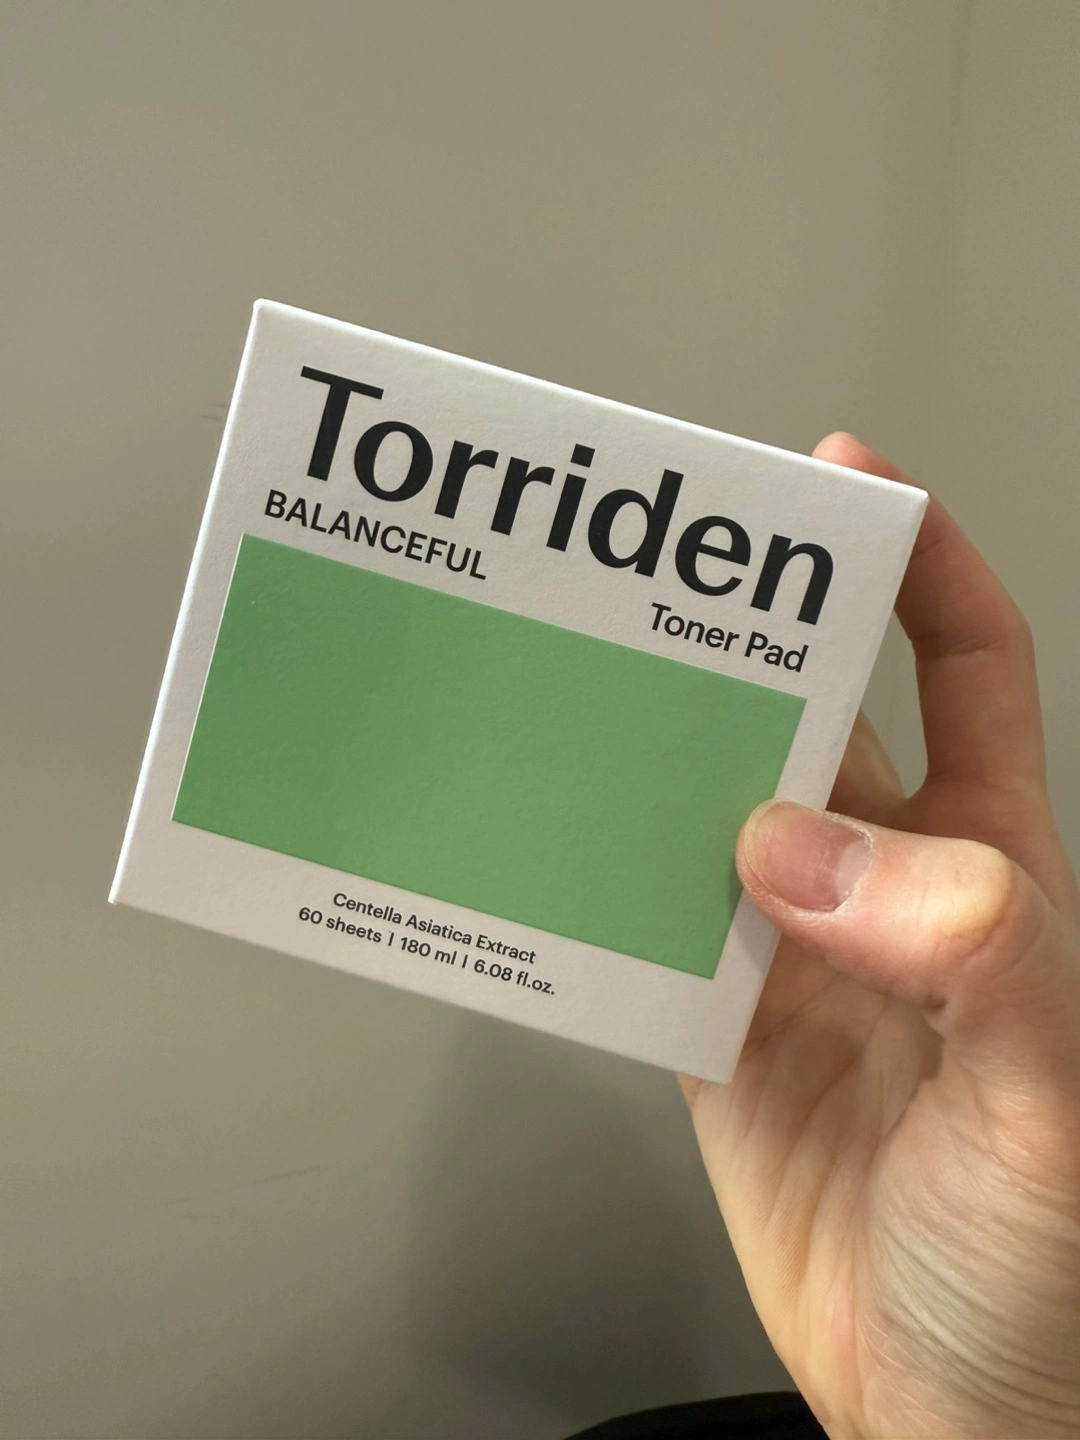 Torriden
BALANCEFUL
Toner Pad
Centella Asiatica Extract
60 sheets | 180 ml | 6.08 fl.oz.